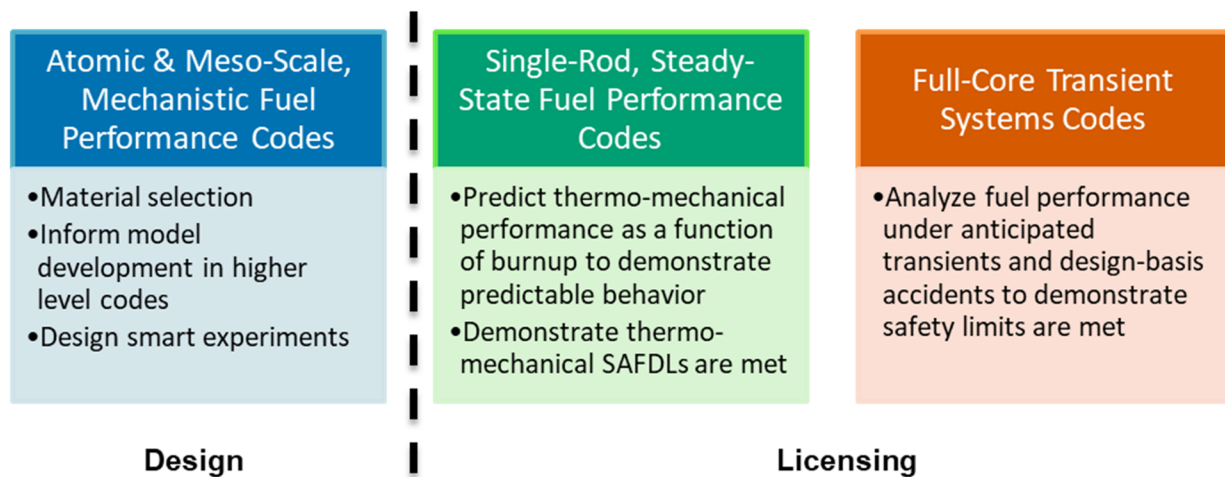 Atomic & Meso-Scale,
Mechanistic Fuel
Performance Codes
•Material selection
•Inform model
development in higher
level codes
•Design smart experiments
Single-Rod, Steady-
State Fuel Performance
Codes
•Predict thermo-mechanical
performance as a function
of burnup to demonstrate
predictable behavior
•Demonstrate thermo-
mechanical SAFDLs are met
Full-Core Transient
Systems Codes
•Analyze fuel performance
under anticipated
transients and design-basis
accidents to demonstrate
safety limits are met
Design
Licensing